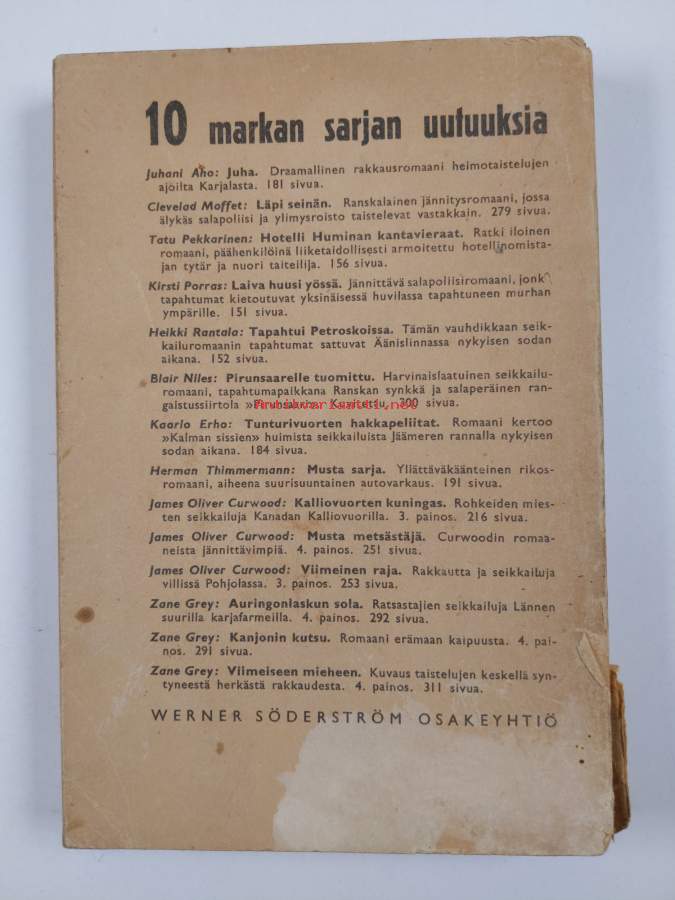 10 markan sarjan uutuuksia
Juhani Aho: Juha. Draamallinen rakkausromaani heimotaistelujen
ajoilta Karjalasta. 181 sivua.
Clevelad Moffet: Läpi seinän. Ranskalainen jännitysromaani, jossa
älykäs salapoliisi ja ylimysroisto taistelevat vastakkain. 279 sivua.
Tatu Pekkarinen: Hotelli Huminan kantavieraat. Ratki iloinen
romaani, päähenkilöinä liiketaidollisesti armoitettu hotellinomista-
jan tytär ja nuori taiteilija. 156 sivua.
Kirsti Porras: Laiva huusi yössä. Jännittävä salapoliisiromaani, jonk
tapahtumat kietoutuvat yksinäisessä huvilassa tapahtuneen murhan
ympärille. 151 sivua.
Heikki Rantala: Tapahtui Petroskoissa. Tämän vauhdikkaan seik-
kailuromaanin tapahtumat sattuvat Äänislinnassa nykyisen sodan
aikana. 152 sivua.
Blair Niles: Pirunsaarelle tuomittu. Harvinaislaatuinen seikkailu-
romaani, tapahtumapaikkana Ranskan synkkä ja salaperäinen ran-
gaistussiirtola »Pirunsaari». Kuvitettu. 300 sivua.
Kaarlo Erho: Tunturivuorten hakkapeliitat. Romaani kertoo
»Kalman sissien» huimista seikkailuista Jäämeren rannalla nykyisen
sodan aikana. 184 sivua.
Herman Thimmermann: Musta sarja. Yllättäväkäänteinen rikos-
romaani, aiheena suurisuuntainen autovarkaus. 191 sivua.
James Oliver Curwood: Kalliovuorten kuningas. Rohkeiden mies-
ten seikkailuja Kanadan Kalliovuorilla. 3. painos. 216 sivua.
James Oliver Curwood: Musta metsästäjä. Curwoodin romaa-
neista jännittävimpiä. 4. painos. 251 sivua.
James Oliver Curwood: Viimeinen raja. Rakkautta ja seikkailuja
villissä Pohjolassa. 3. painos. 253 sivua.
Zane Grey: Auringonlaskun sola. Ratsastajien seikkailuja Lännen
suurilla karjafarmeilla. 4. painos. 292 sivua.
Zane Grey: Kanjonin kutsu. Romaani erämaan kaipuusta. 4. pai-
nos. 291 sivua.
Zane Grey: Viimeiseen mieheen. Kuvaus taistelujen keskellä syn-
tyneestä herkästä rakkaudesta. 4. painos. 311 sivua.
WERNER SÖDERSTRÖM OSAKEYHTIÖ